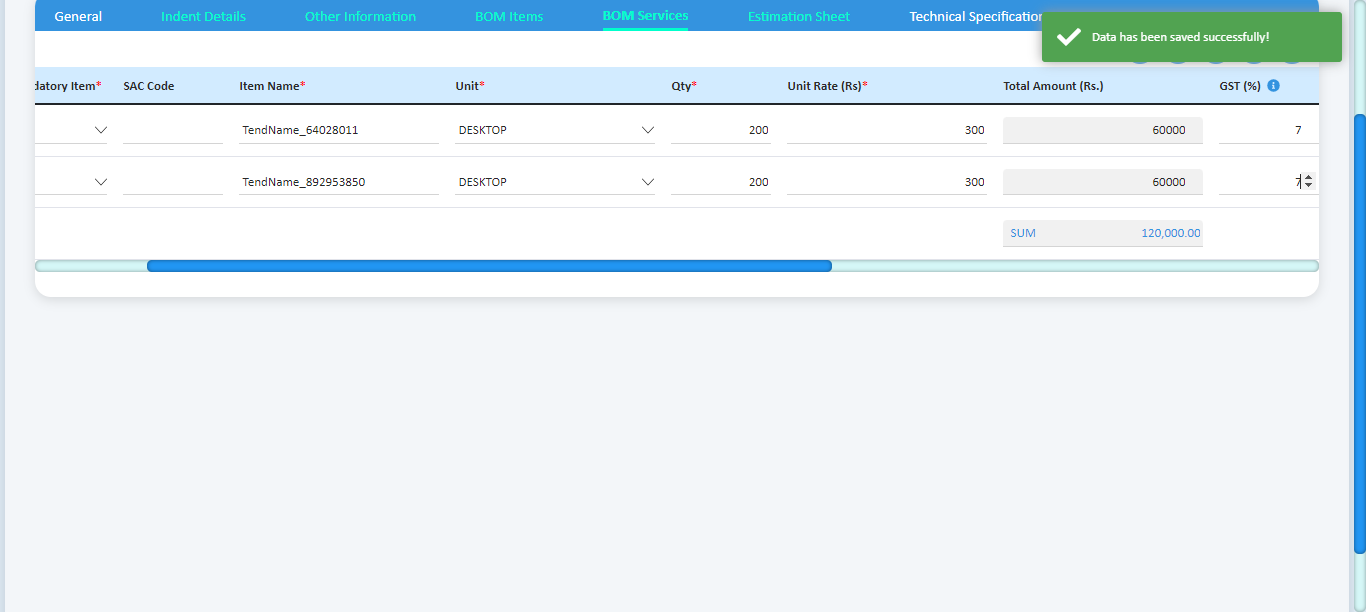 General Indent Details Other Information BOM Items BOM Services Estimation Sheet Technical Specification
Data has been saved successfully!
datory Item* SAC Code Item Name* Unit* Qty* Unit Rate (Rs)* Total Amount (Rs.) GST (%)
TendName_64028011 DESKTOP 200 300 60000 7
TendName_892953850 DESKTOP 200 300 60000 7
SUM 120,000.00